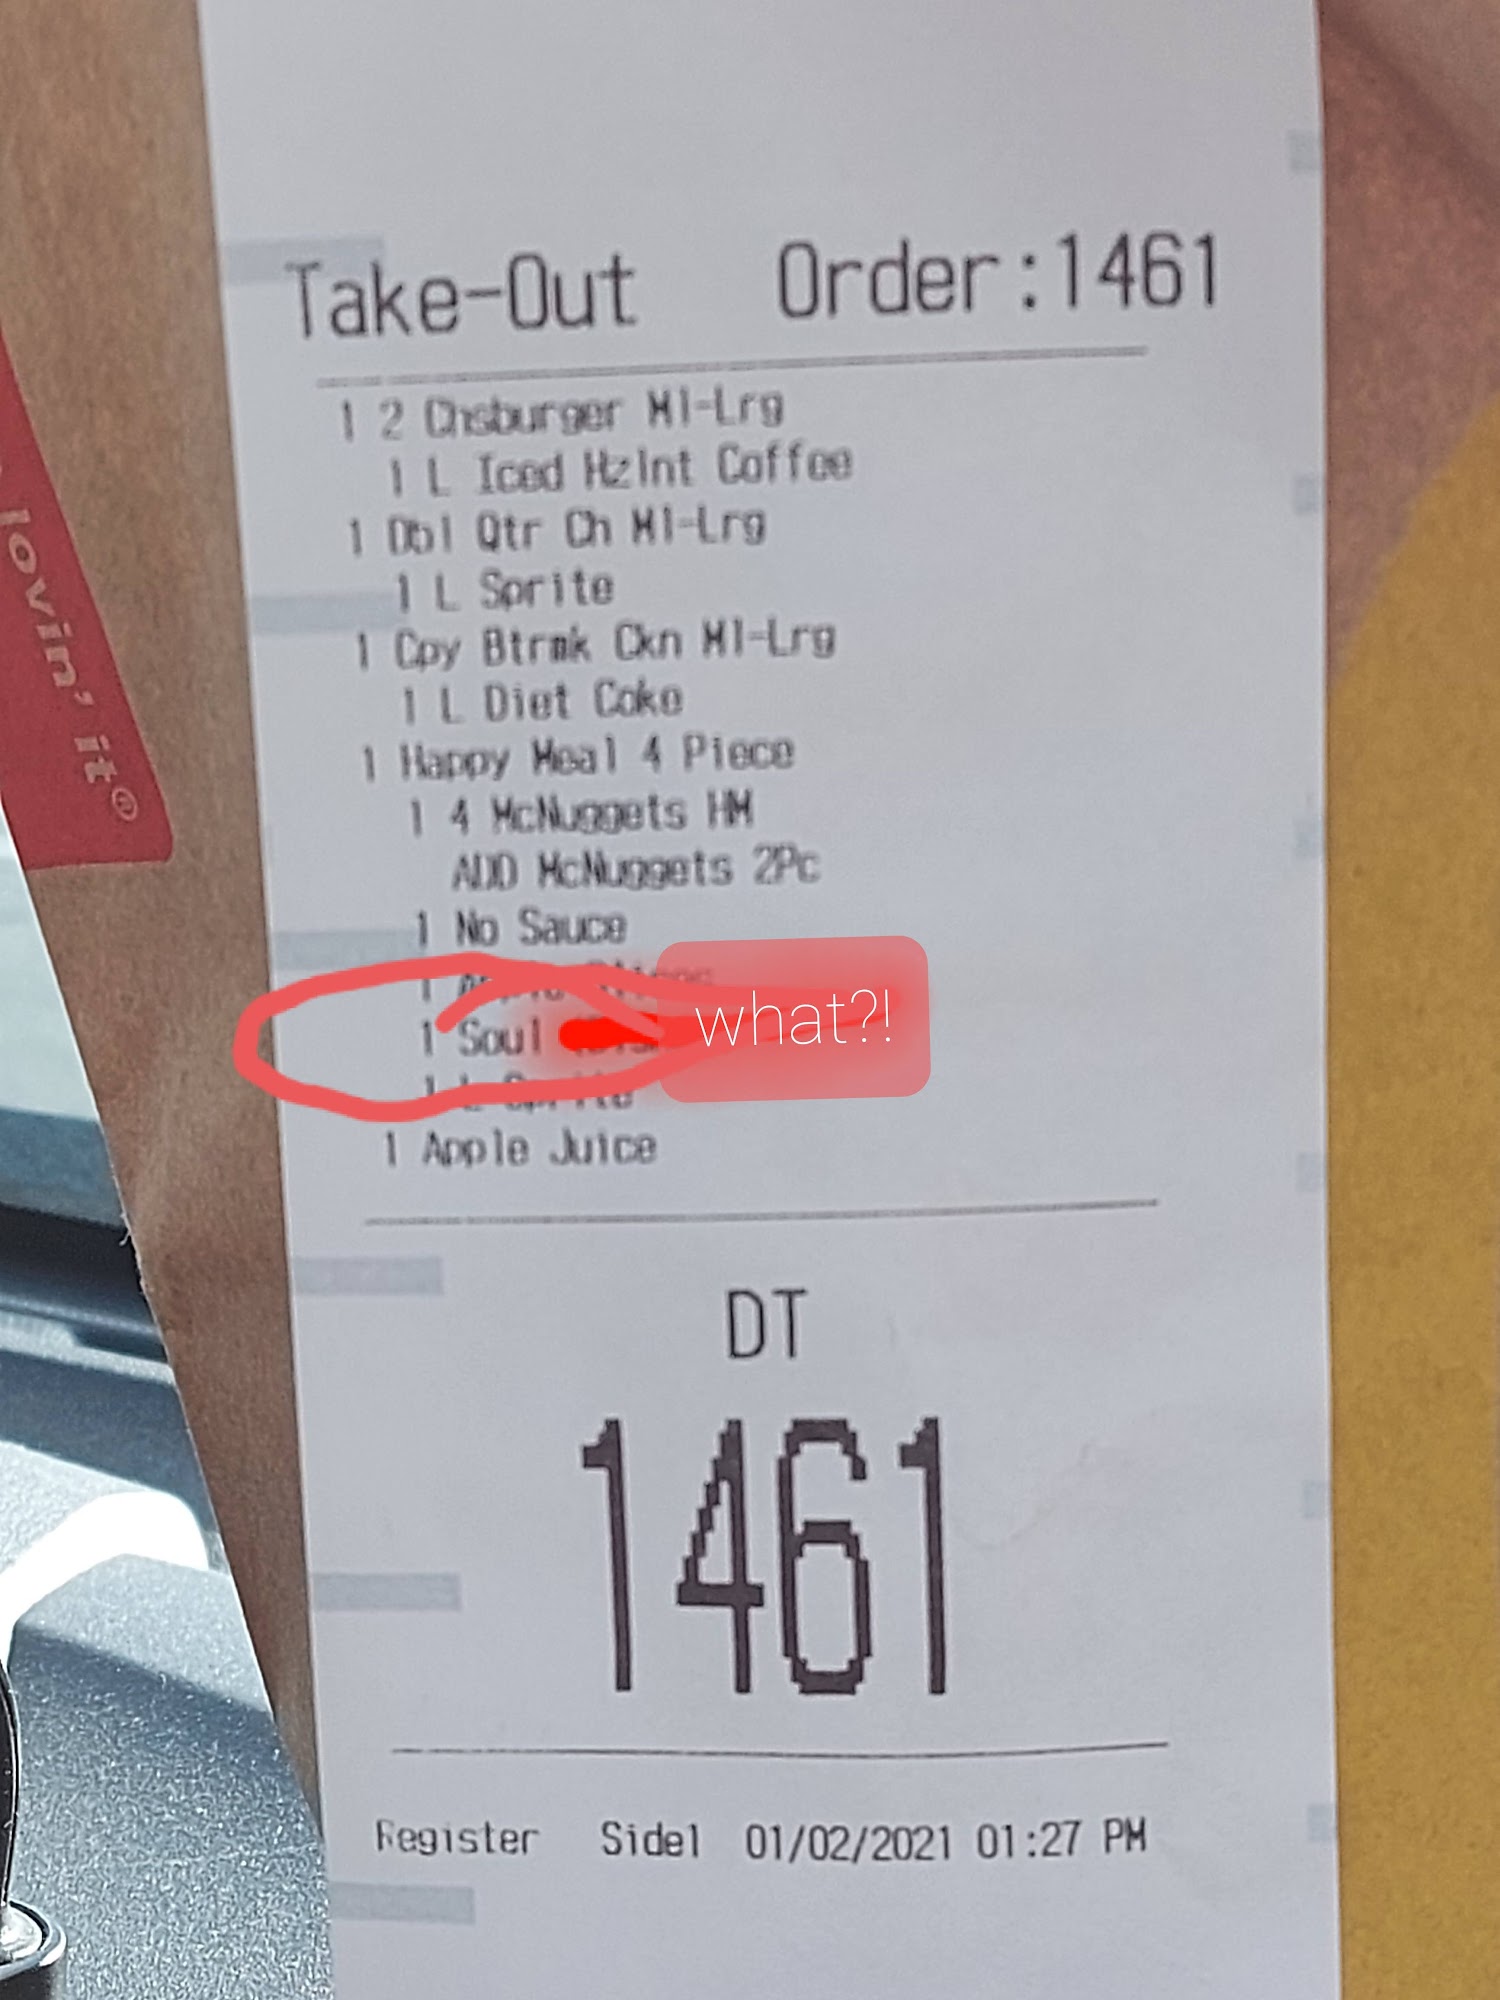 Take-Out Order:1461
1 2 Chsburger Ml-Lrg
1 L Iced Hzlnt Coffee
1 Dbl Qtr Ch Ml-Lrg
1 L Sprite
1 Cpy Btrmk Ckn Ml-Lrg
1 L Diet Coke
1 Happy Meal 4 Piece
1 4 McNuggets HM
ADD McNuggets 2Pc
1 No Sauce
1
1 Soul what?!
1 L Sprite
1 Apple Juice
DT
1461
Register Side1 01/02/2021 01:27 PM
lovin' it®